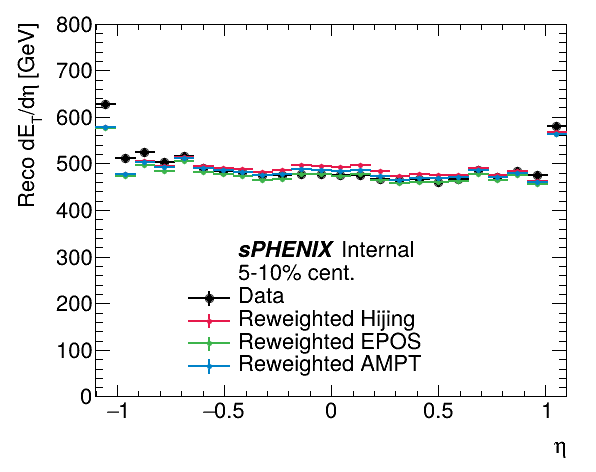 Reco dE_T/dη [GeV]
800
700
600
500
400
300
200
100
0
sPHENIX Internal
5-10% cent.
Data
Reweighted Hijing
Reweighted EPOS
Reweighted AMPT
−1 −0.5 0 0.5 1
η